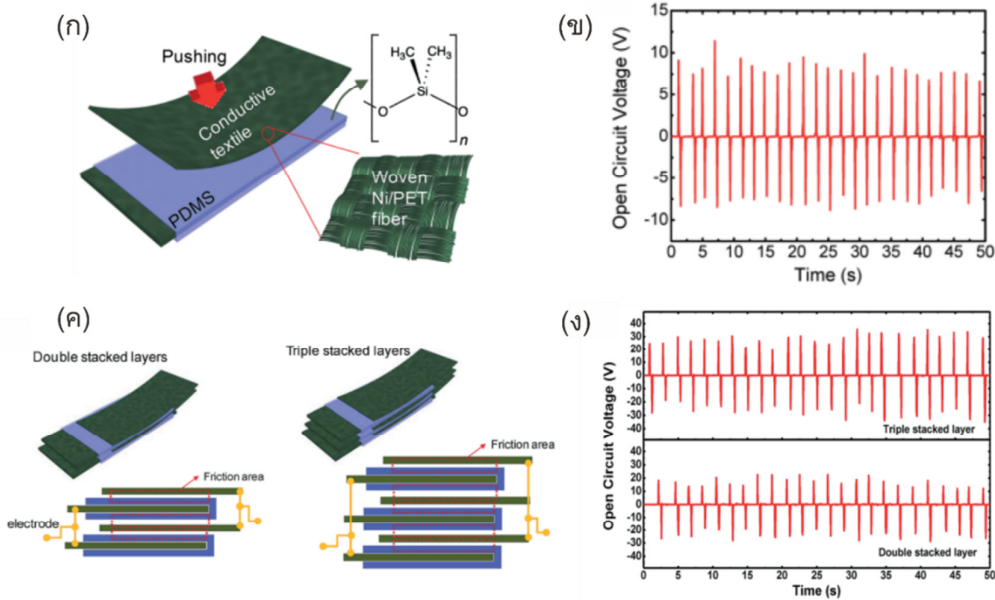 (ก)
Pushing
Conductive
textile
PDMS
H₃C CH₃
Si
O O
n
Woven
Ni/PET
fiber
(ข)
Open Circuit Voltage (V)
15
10
5
0
-5
-10
0 5 10 15 20 25 30 35 40 45 50
Time (s)
(ค)
Double stacked layers
Friction area
electrode
Triple stacked layers
Friction area
(ง)
Open Circuit Voltage (V)
40
30
20
10
0
-10
-20
-30
-40
Triple stacked layer
40
30
20
10
0
-10
-20
-30
-40
Double stacked layer
0 5 10 15 20 25 30 35 40 45 50
Time (s)